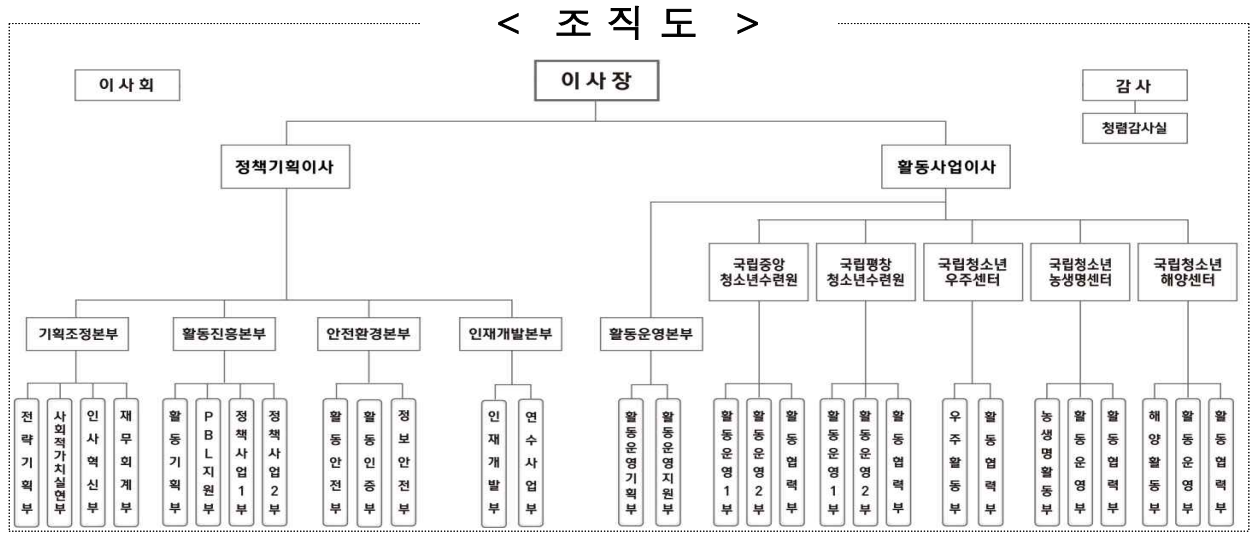 < 조 직 도 >
이 사 회
이 사 장
감 사
청렴감사실
정책기획이사
활동사업이사
국립중앙
청소년수련원
국립평창
청소년수련원
국립청소년
우주센터
국립청소년
농생명센터
국립청소년
해양센터
기획조정본부
활동진흥본부
안전환경본부
인재개발본부
활동운영본부
전략기획부
사회적가치실현부
인사혁신부
재무회계부
활동기획부
PBL지원부
정책사업1부
정책사업2부
활동안전부
활동인증부
정보안전부
인재개발부
연수사업부
활동운영기획부
활동운영지원부
활동운영1부
활동운영2부
활동협력부
활동운영1부
활동운영2부
활동협력부
우주활동부
활동협력부
농생명활동부
활동운영부
활동협력부
해양활동부
활동운영부
활동협력부